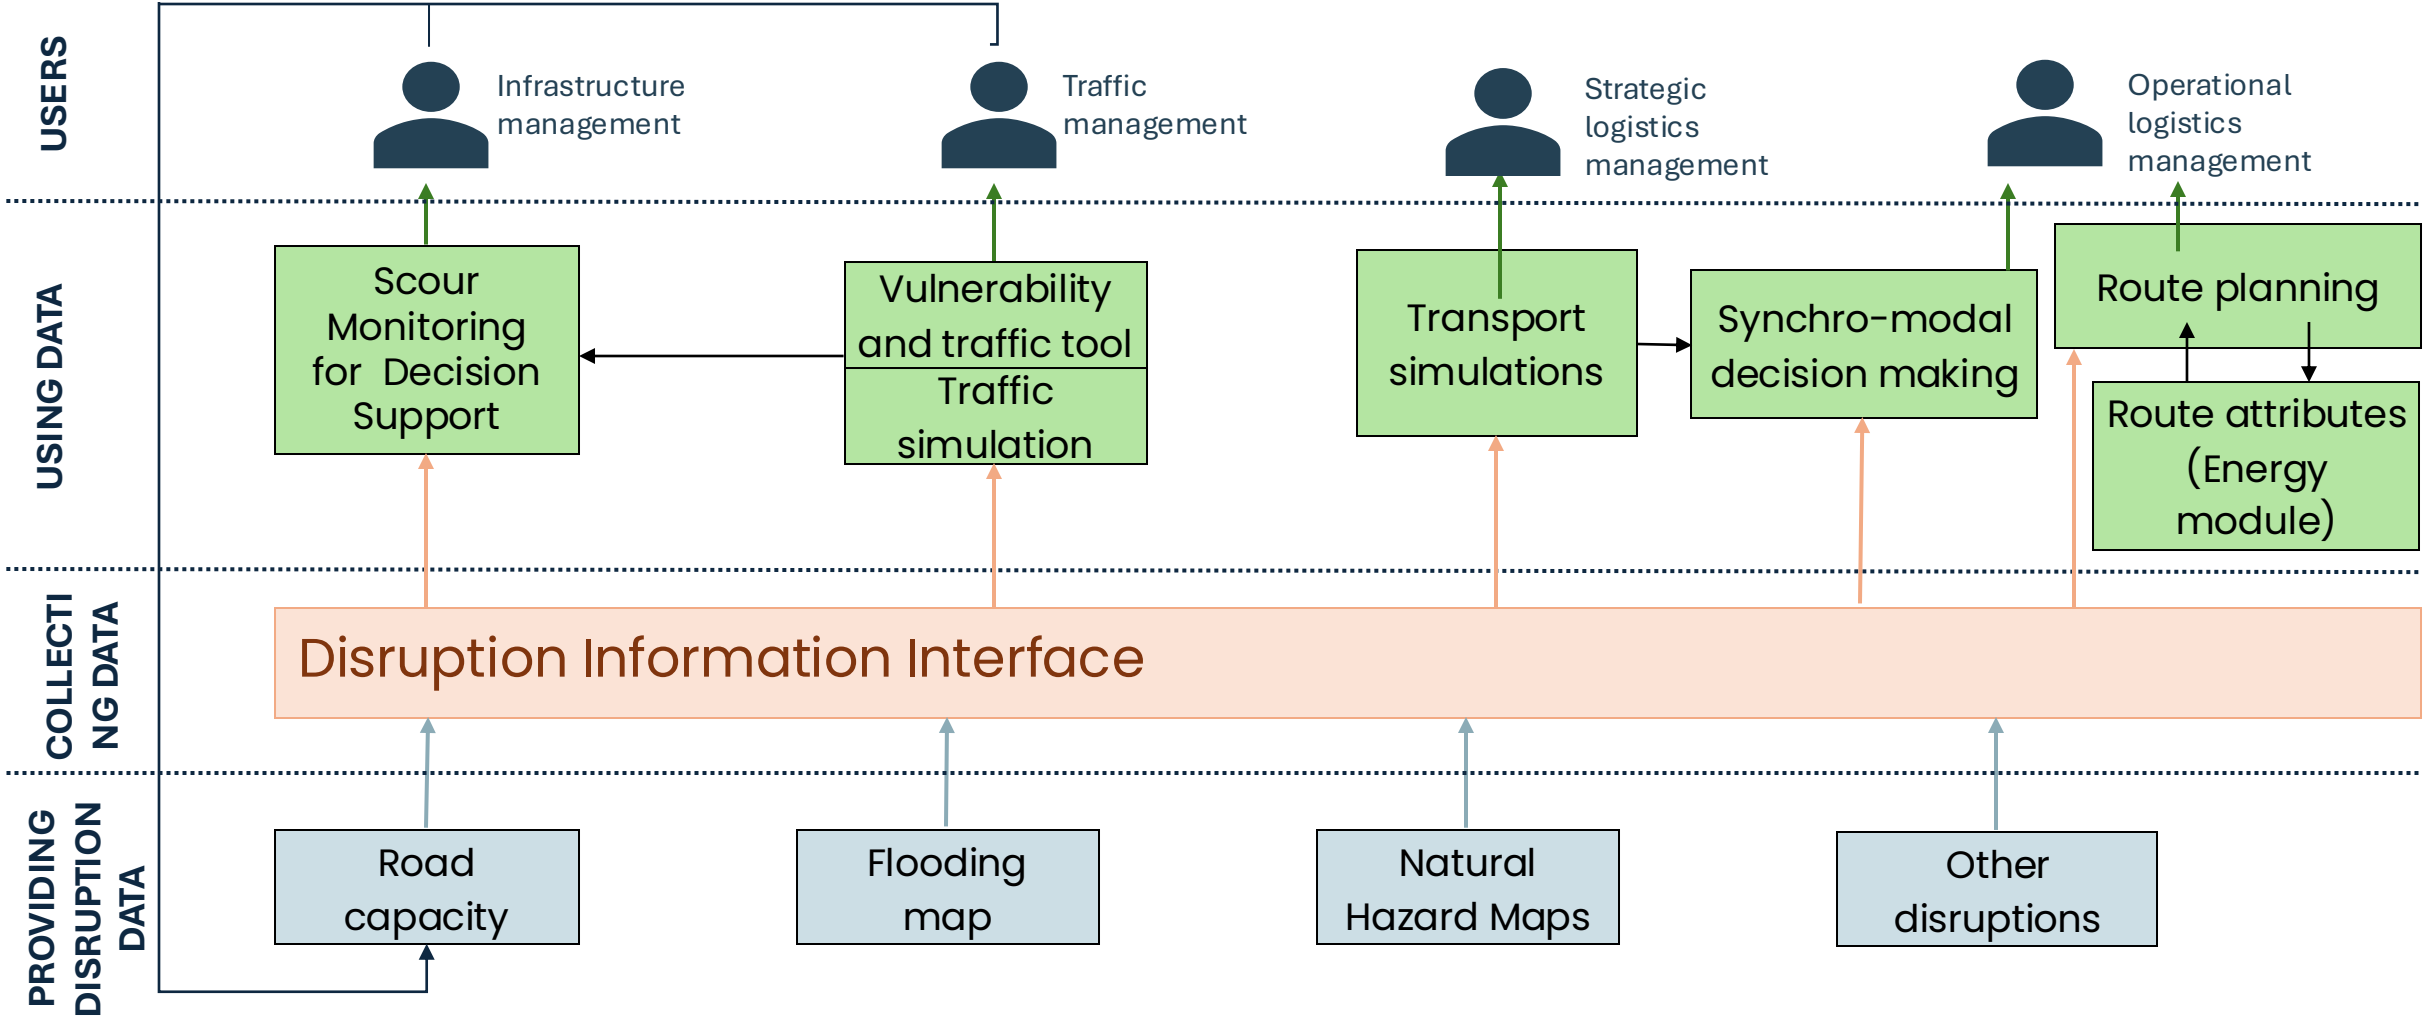 USERS
Infrastructure
management
Traffic
management
Strategic
logistics
management
Operational
logistics
management
USING DATA
Scour
Monitoring
for  Decision
Support
Vulnerability
and traffic tool
Traffic
simulation
Transport
simulations
Synchro-modal
decision making
Route planning
Route attributes
(Energy
module)
COLLECTI
NG DATA
Disruption Information Interface
PROVIDING
DISRUPTION
DATA
Road
capacity
Flooding
map
Natural
Hazard Maps
Other
disruptions